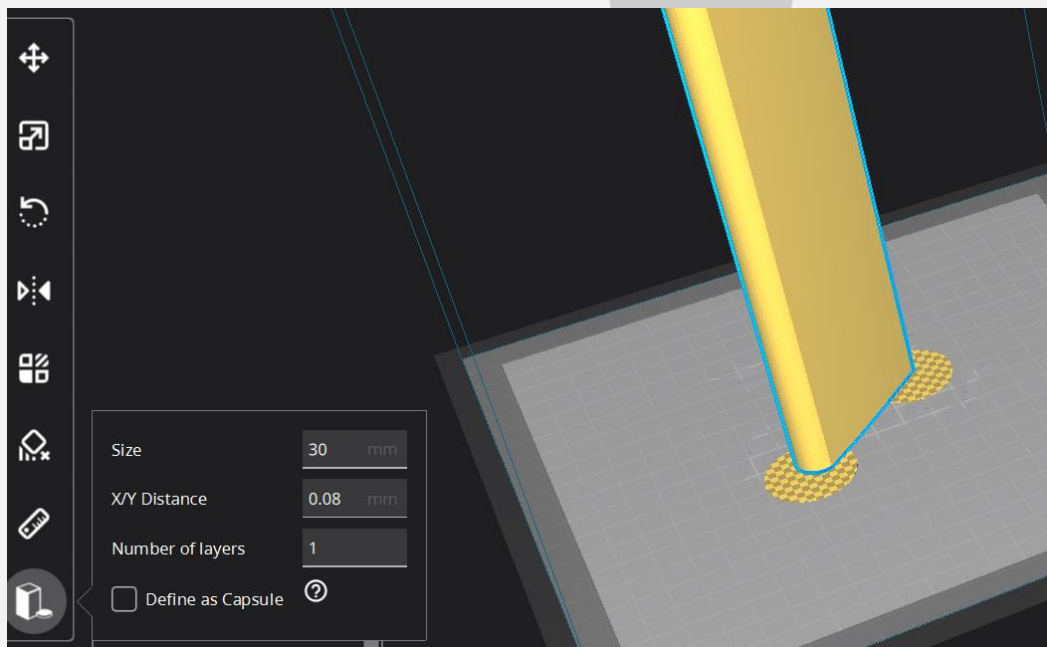 Size 30 mm
X/Y Distance 0.08 mm
Number of layers 1
Define as Capsule ?